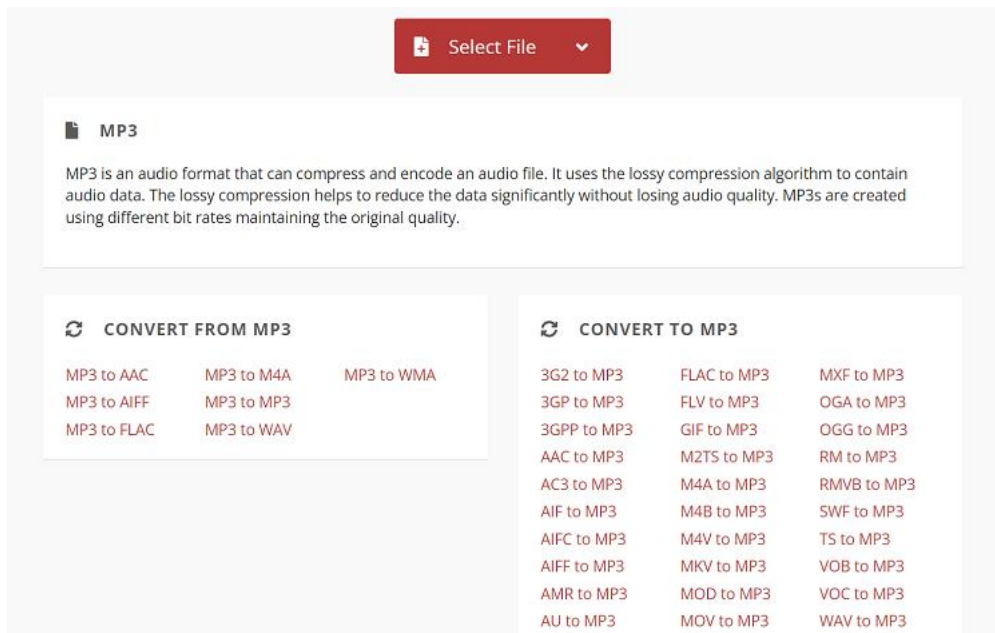 Select File
MP3
MP3 is an audio format that can compress and encode an audio file. It uses the lossy compression algorithm to contain
audio data. The lossy compression helps to reduce the data significantly without losing audio quality. MP3s are created
using different bit rates maintaining the original quality.
CONVERT FROM MP3
MP3 to AAC MP3 to M4A MP3 to WMA
MP3 to AIFF MP3 to MP3
MP3 to FLAC MP3 to WAV
CONVERT TO MP3
3G2 to MP3 FLAC to MP3 MXF to MP3
3GP to MP3 FLV to MP3 OGA to MP3
3GPP to MP3 GIF to MP3 OGG to MP3
AAC to MP3 M2TS to MP3 RM to MP3
AC3 to MP3 M4A to MP3 RMVB to MP3
AIF to MP3 M4B to MP3 SWF to MP3
AIFC to MP3 M4V to MP3 TS to MP3
AIFF to MP3 MKV to MP3 VOB to MP3
AMR to MP3 MOD to MP3 VOC to MP3
AU to MP3 MOV to MP3 WAV to MP3